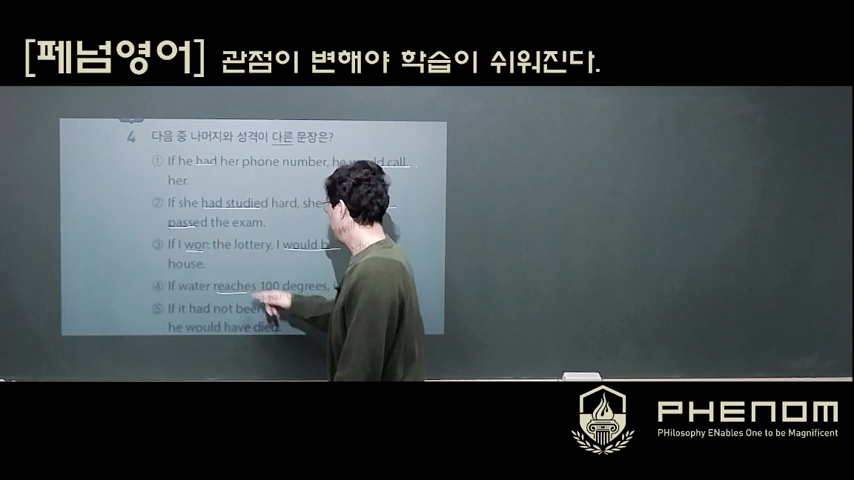 [페넘영어] 관점이 변해야 학습이 쉬워진다.
4 다음 중 나머지와 성격이 다른 문장은?
① If he had her phone number, he would call
her.
② If she had studied hard, she
passed the exam.
③ If I won the lottery, I would b
house.
④ If water reaches 100 degrees,
⑤ If it had not been
he would have died.
PHENOM
PHilosophy ENables One to be Magnificent